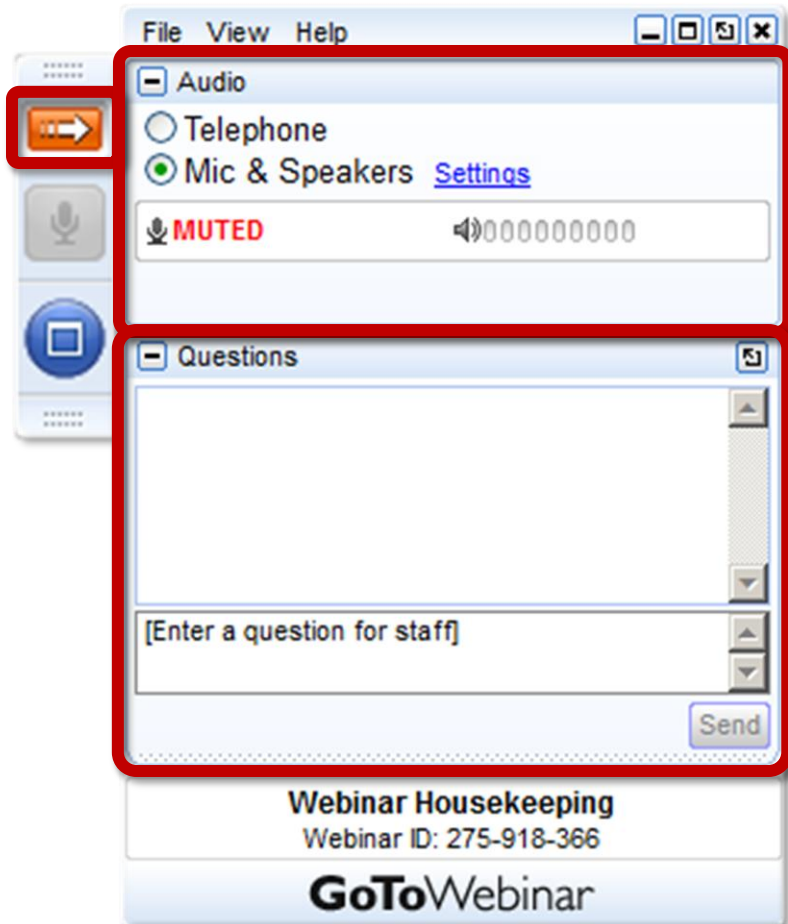 File View Help
Audio
Telephone
Mic & Speakers Settings
MUTED
Questions
[Enter a question for staff]
Send
Webinar Housekeeping
Webinar ID: 275-918-366
GoToWebinar